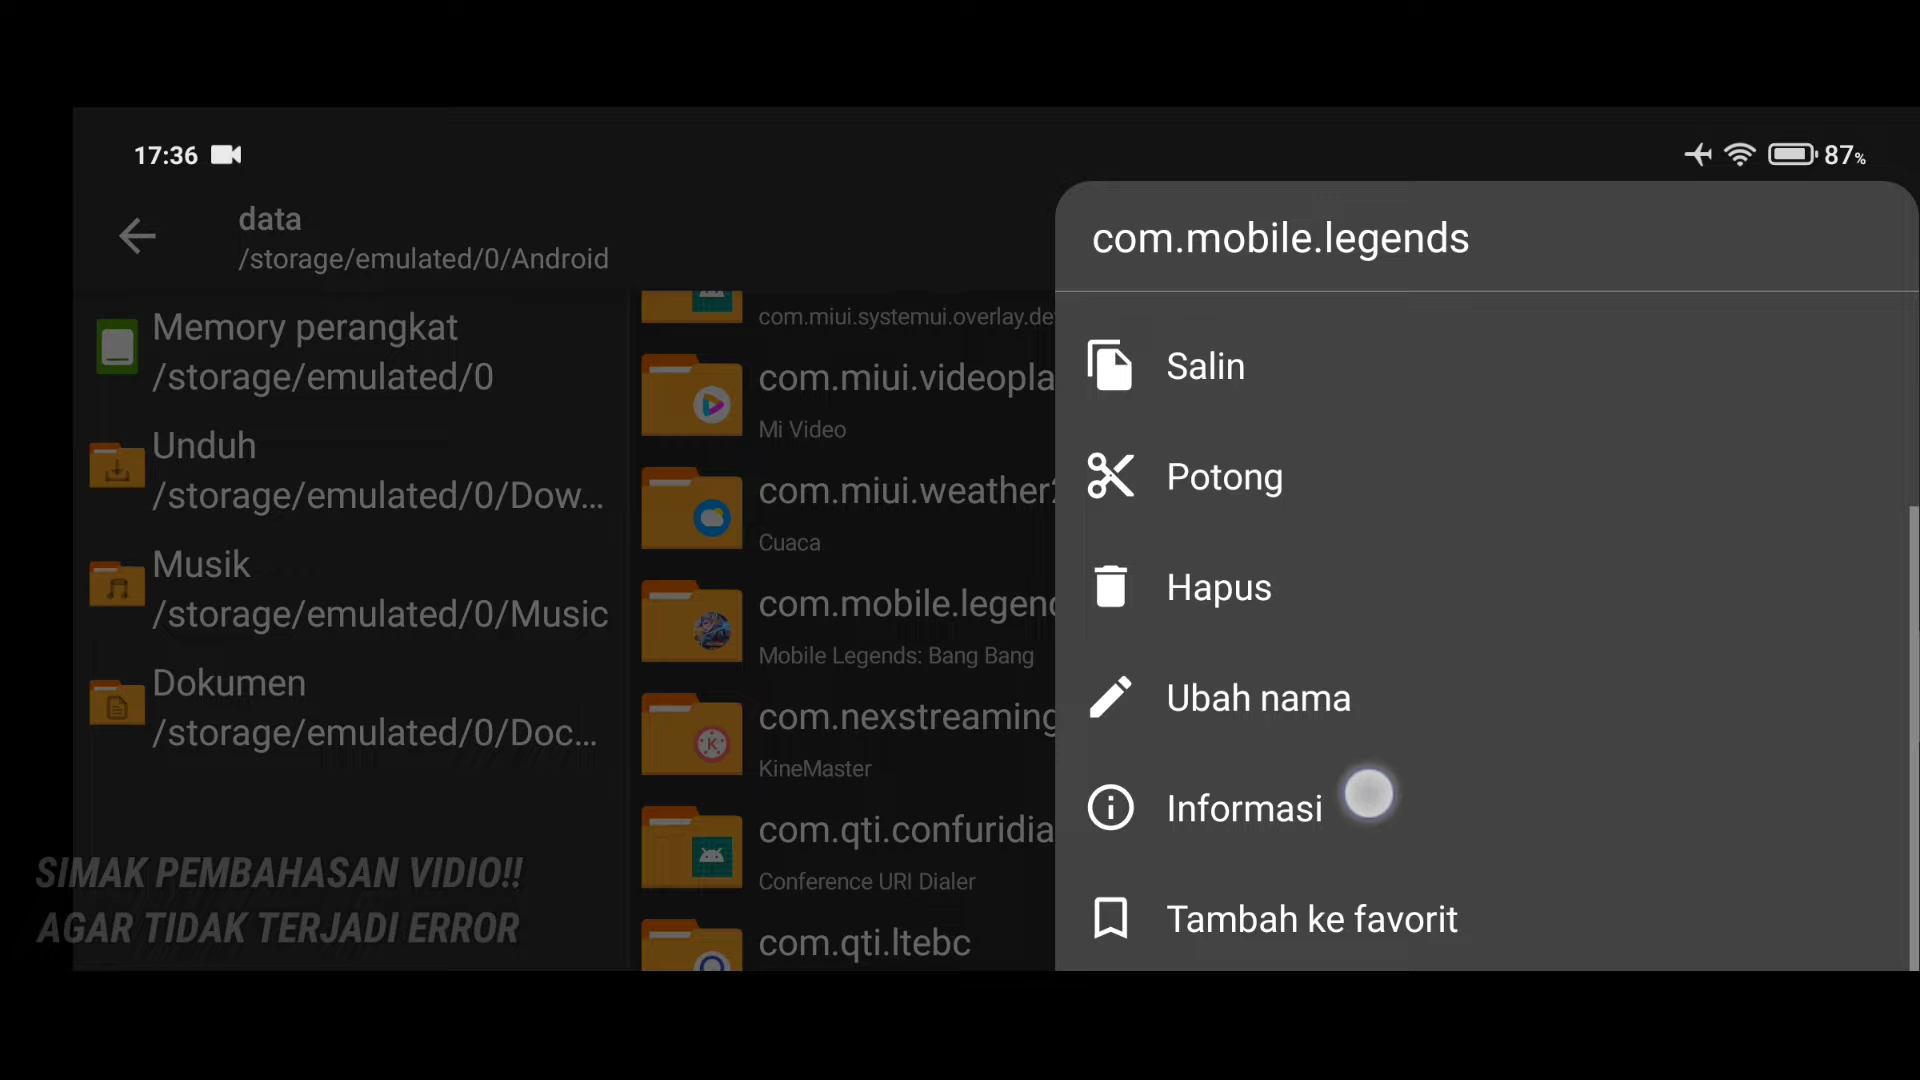 17:36
87%
data
/storage/emulated/0/Android
Memory perangkat
/storage/emulated/0
Unduh
/storage/emulated/0/Dow...
Musik
/storage/emulated/0/Music
Dokumen
/storage/emulated/0/Doc...
SIMAK PEMBAHASAN VIDIO!!
AGAR TIDAK TERJADI ERROR
com.miui.systemui.overlay.de
com.miui.videopla
Mi Video
com.miui.weather2
Cuaca
com.mobile.legend
Mobile Legends: Bang Bang
com.nexstreaming
KineMaster
com.qti.confuridia
Conference URI Dialer
com.qti.ltebc
com.mobile.legends
Salin
Potong
Hapus
Ubah nama
Informasi
Tambah ke favorit